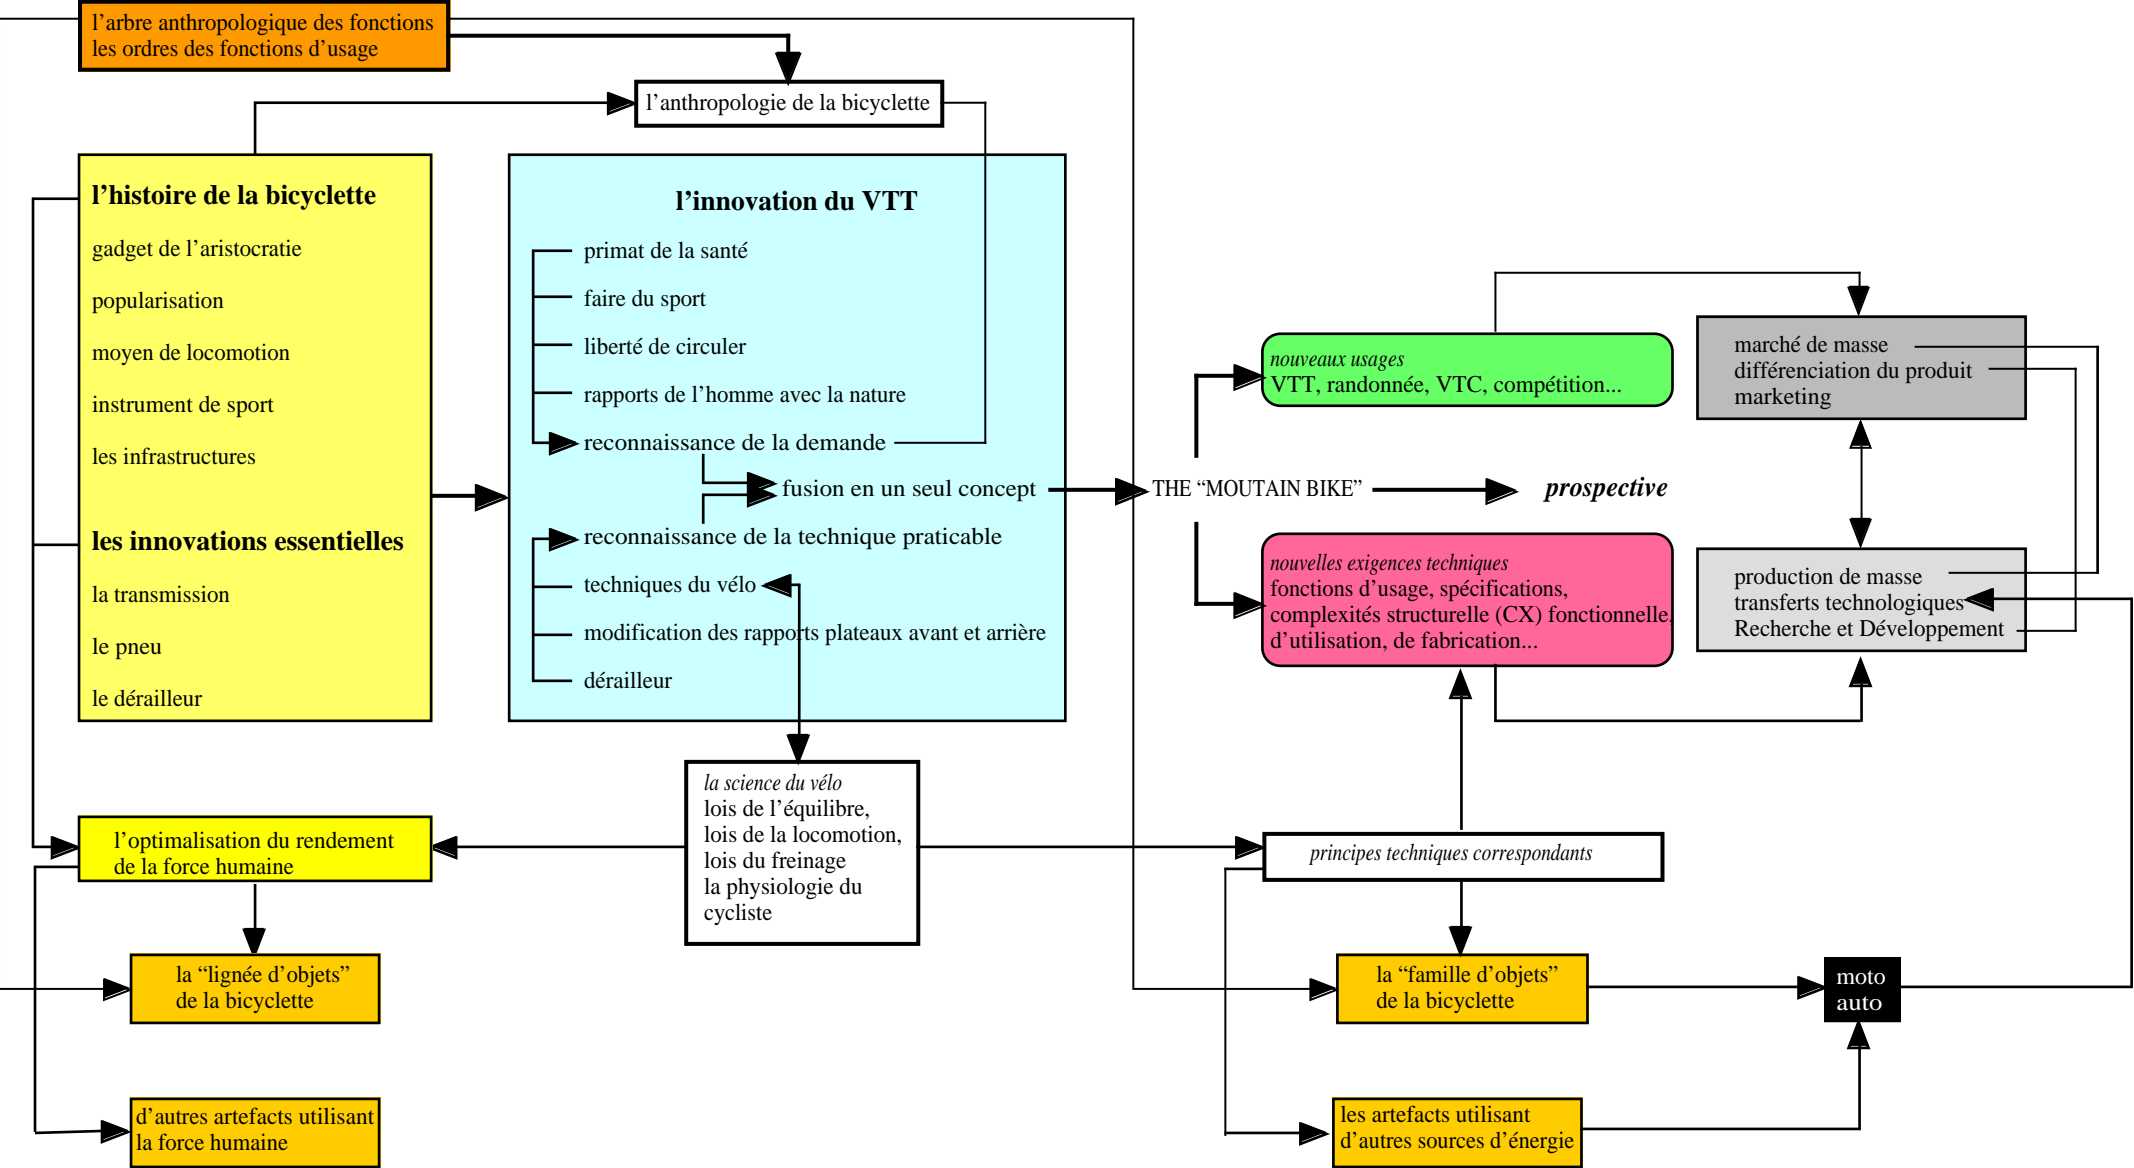 l’arbre anthropologique des fonctions
les ordres des fonctions d’usage
l’anthropologie de la bicyclette
l’histoire de la bicyclette
gadget de l’aristocratie
popularisation
moyen de locomotion
instrument de sport
les infrastructures
les innovations essentielles
la transmission
le pneu
le dérailleur
l’innovation du VTT
primat de la santé
faire du sport
liberté de circuler
rapports de l’homme avec la nature
reconnaissance de la demande
fusion en un seul concept
reconnaissance de la technique praticable
techniques du vélo
modification des rapports plateaux avant et arrière
dérailleur
THE “MOUTAIN BIKE”
prospective
nouveaux usages
VTT, randonnée, VTC, compétition...
marché de masse
différenciation du produit
marketing
nouvelles exigences techniques
fonctions d’usage, spécifications,
complexités structurelle (CX) fonctionnelle,
d’utilisation, de fabrication...
production de masse
transferts technologiques
Recherche et Développement
la science du vélo
lois de l’équilibre,
lois de la locomotion,
lois du freinage
la physiologie du
cycliste
l’optimalisation du rendement
de la force humaine
principes techniques correspondants
la “lignée d’objets”
de la bicyclette
la “famille d’objets”
de la bicyclette
moto
auto
d’autres artefacts utilisant
la force humaine
les artefacts utilisant
d’autres sources d’énergie